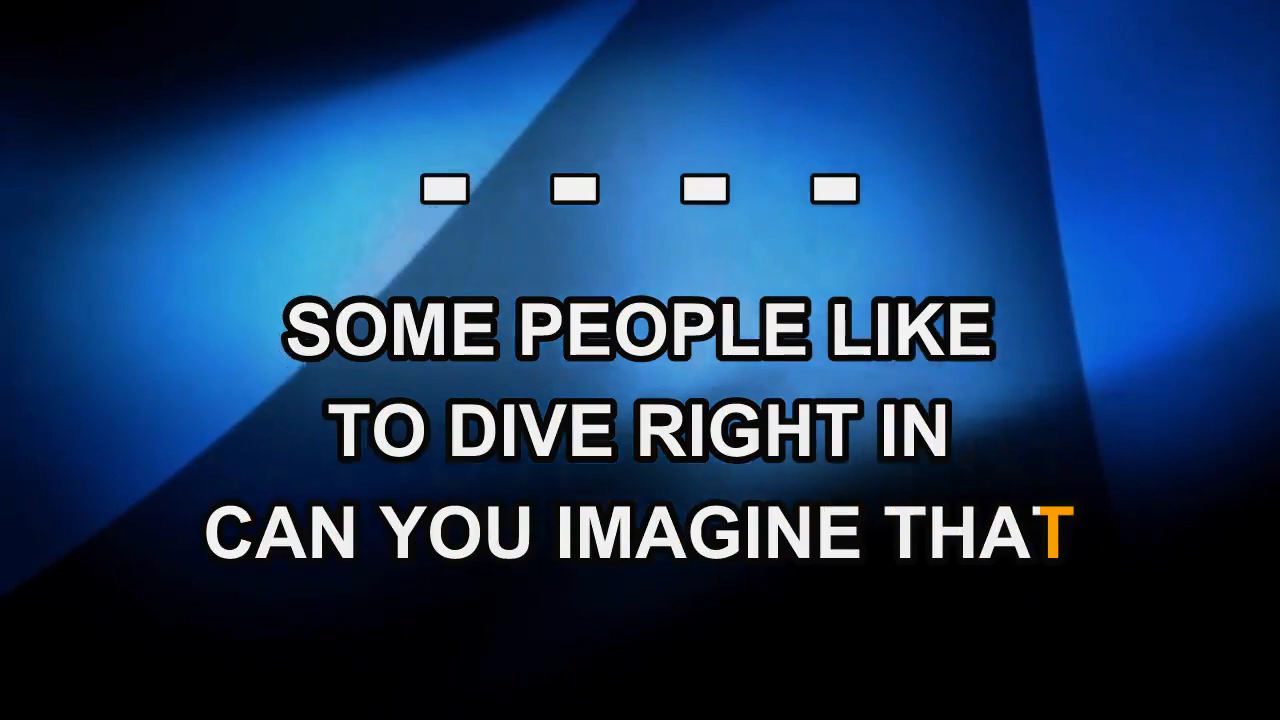 - - - -
SOME PEOPLE LIKE
TO DIVE RIGHT IN
CAN YOU IMAGINE THAT